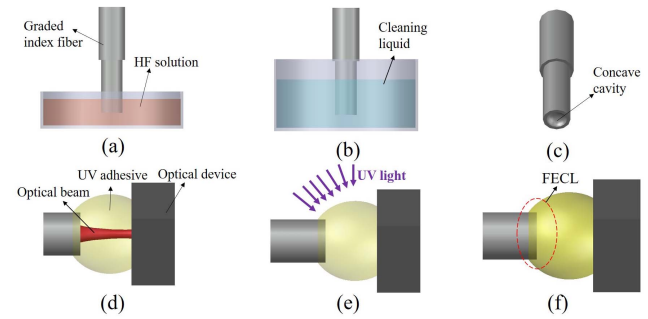 Graded
index fiber
HF solution
(a)
Cleaning
liquid
(b)
Concave
cavity
(c)
UV adhesive
Optical device
Optical beam
(d)
UV light
(e)
FECL
(f)